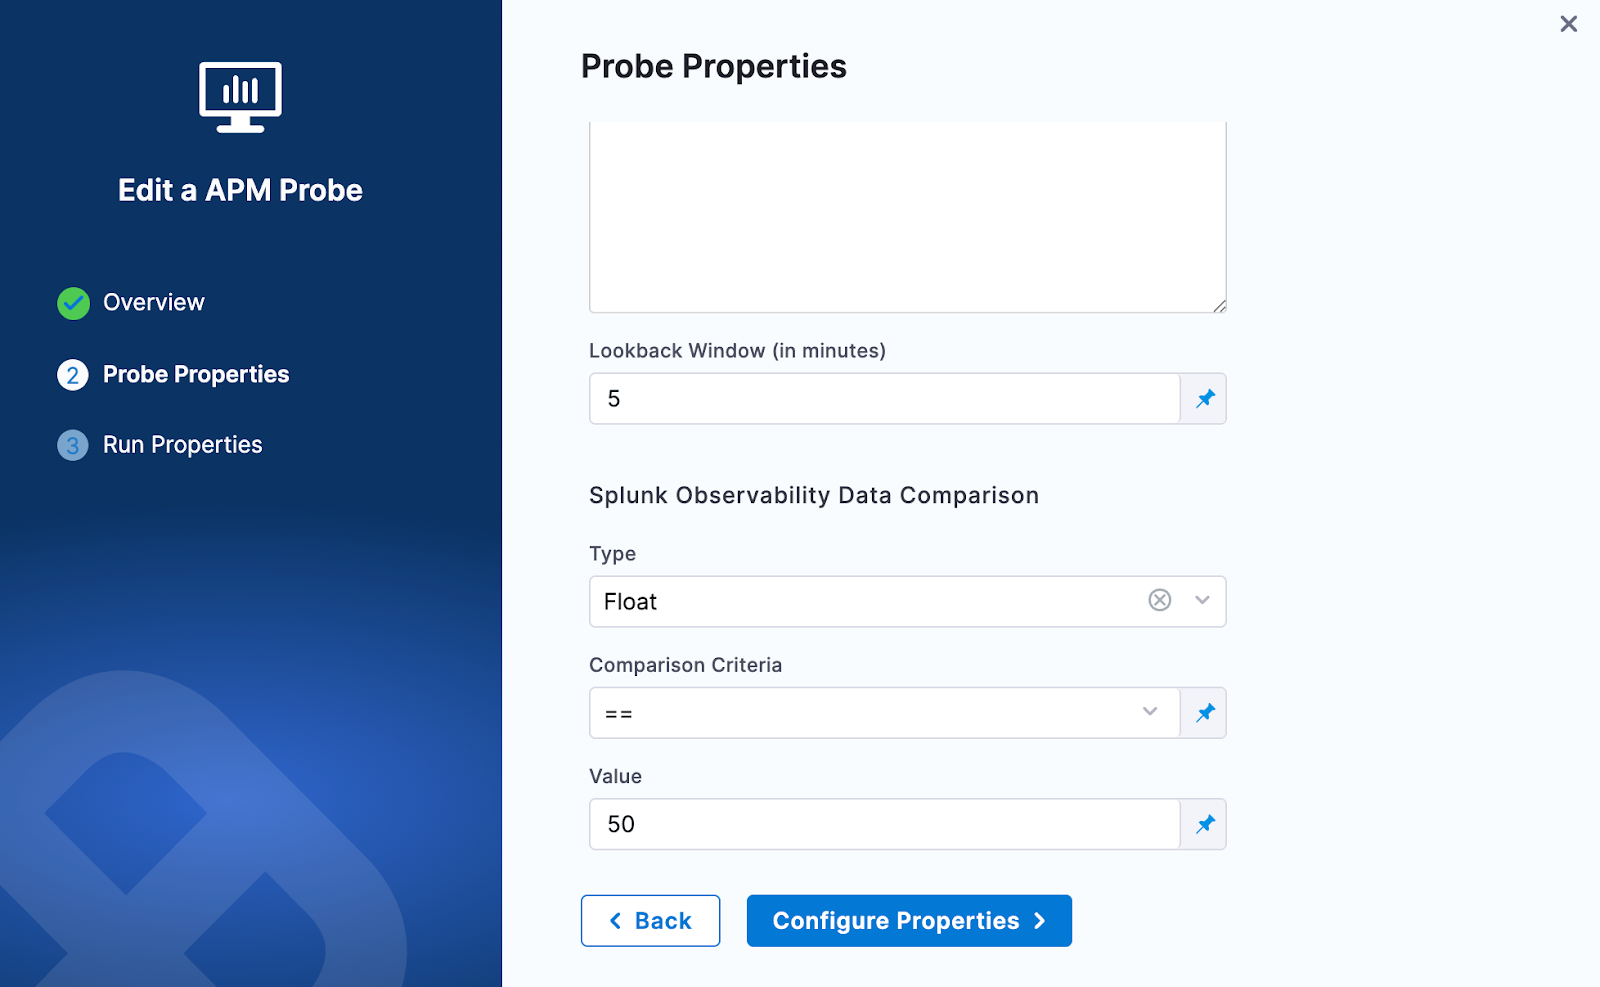 Edit a APM Probe
Overview
2 Probe Properties
3 Run Properties
Probe Properties
Lookback Window (in minutes)
5
Splunk Observability Data Comparison
Type
Float
Comparison Criteria
==
Value
50
Back
Configure Properties